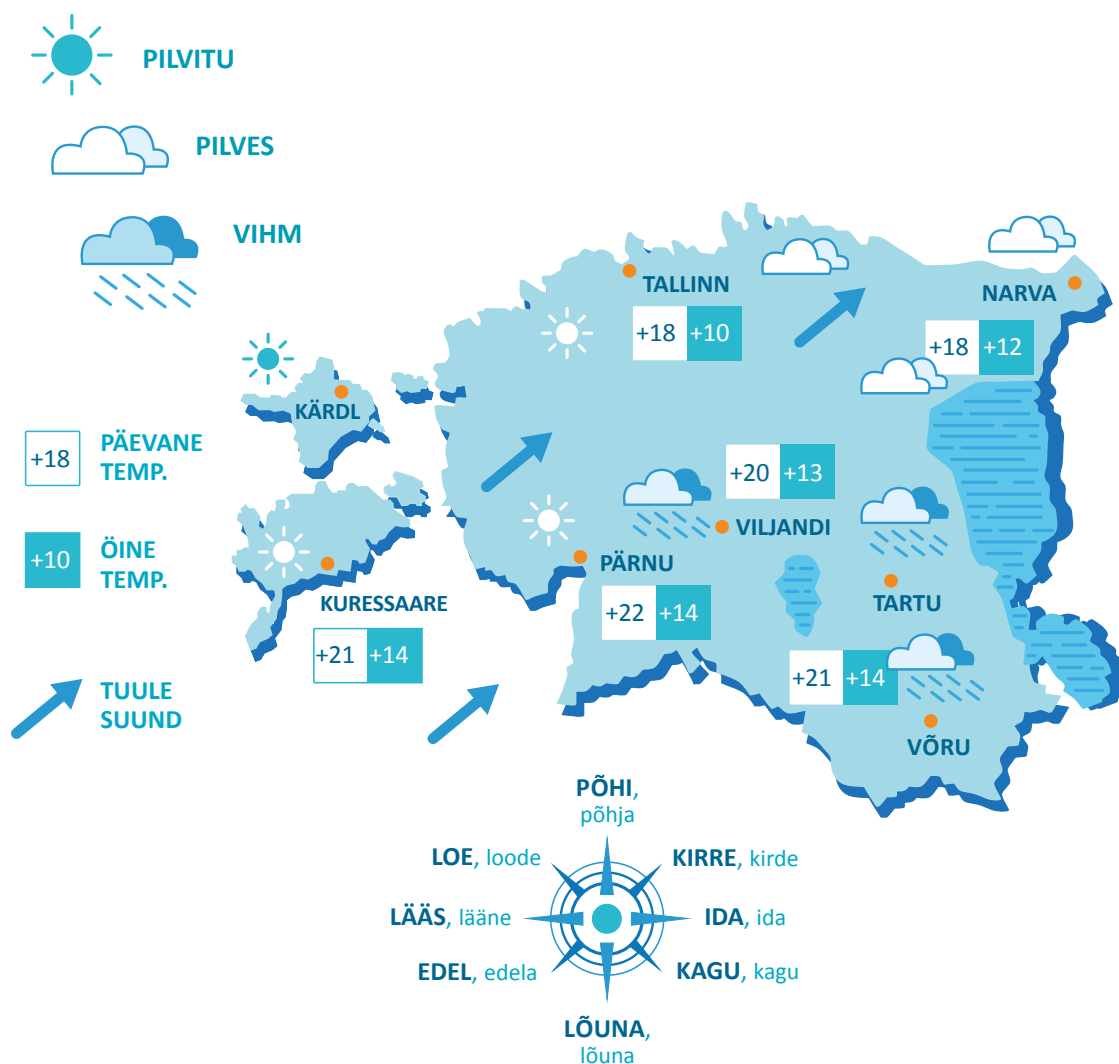 PILVITU
PILVES
VIHM
TALLINN
+18 +10
NARVA
+18 +12
KÄRDL
+18
PÄEVANE
TEMP.
+20 +13
VILJANDI
+10
ÖINE
TEMP.
PÄRNU
+22 +14
TARTU
KURESSAARE
+21 +14
+21 +14
TUULE
SUUND
VÕRU
PÕHI,
põhja
LOE, loode
KIRRE, kirde
LÄÄS, lääne
IDA, ida
EDEL, edela
KAGU, kagu
LÕUNA,
lõuna